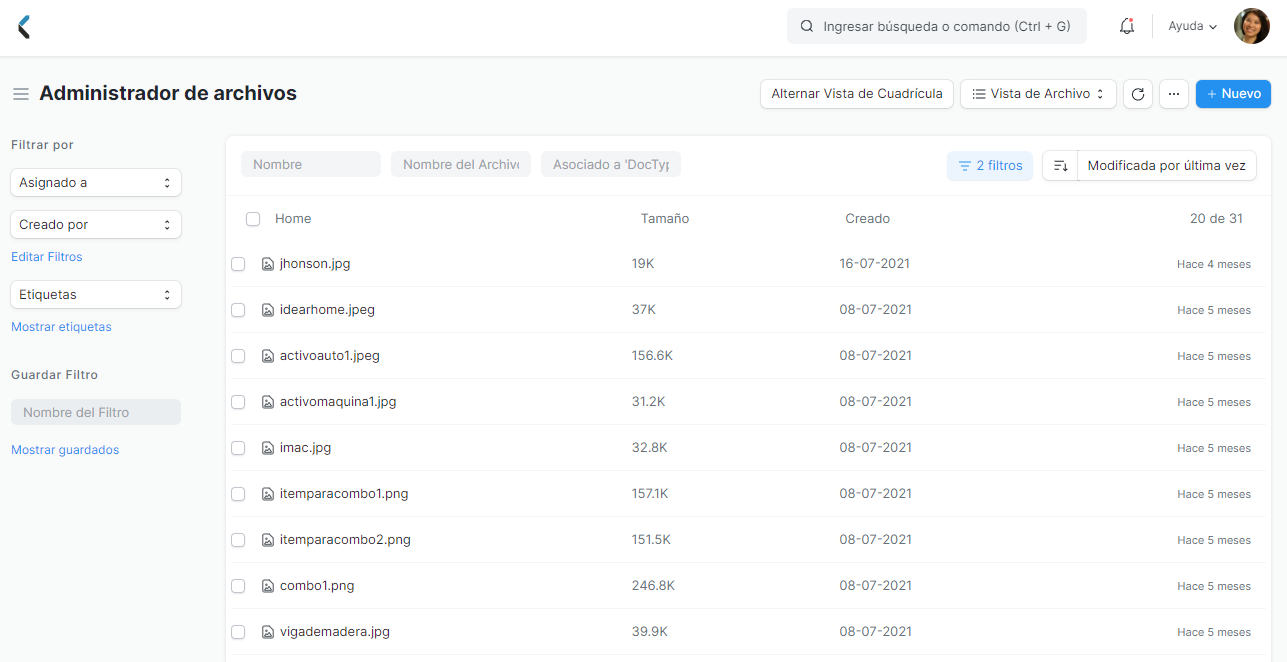 Ingresar búsqueda o comando (Ctrl + G)
Ayuda
Administrador de archivos
Alternar Vista de Cuadrícula
Vista de Archivo
...
+ Nuevo
Filtrar por
Asignado a
Creado por
Editar Filtros
Etiquetas
Mostrar etiquetas
Guardar Filtro
Nombre del Filtro
Mostrar guardados
Nombre
Nombre del Archivo
Asociado a 'DocTyp
2 filtros
Modificada por última vez
Home Tamaño Creado 20 de 31
jhonson.jpg 19K 16-07-2021 Hace 4 meses
idearhome.jpeg 37K 08-07-2021 Hace 5 meses
activoauto1.jpeg 156.6K 08-07-2021 Hace 5 meses
activomaquina1.jpg 31.2K 08-07-2021 Hace 5 meses
imac.jpg 32.8K 08-07-2021 Hace 5 meses
itemparacombo1.png 157.1K 08-07-2021 Hace 5 meses
itemparacombo2.png 151.5K 08-07-2021 Hace 5 meses
combo1.png 246.8K 08-07-2021 Hace 5 meses
vigademadera.jpg 39.9K 08-07-2021 Hace 5 meses